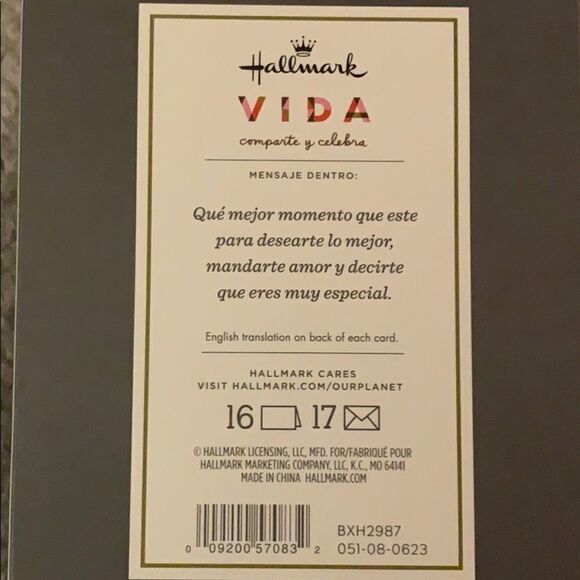 Hallmark
VIDA
comparte y celebra
MENSAJE DENTRO:
Qué mejor momento que este
para desearte lo mejor,
mandarte amor y decirte
que eres muy especial.
English translation on back of each card.
HALLMARK CARES
VISIT HALLMARK.COM/OURPLANET
16 17
© HALLMARK LICENSING, LLC, MFD. FOR/FABRIQUÉ POUR
HALLMARK MARKETING COMPANY, LLC, K.C., MO 64141
MADE IN CHINA HALLMARK.COM
BXH2987
0 09200 57083 2 051-08-0623